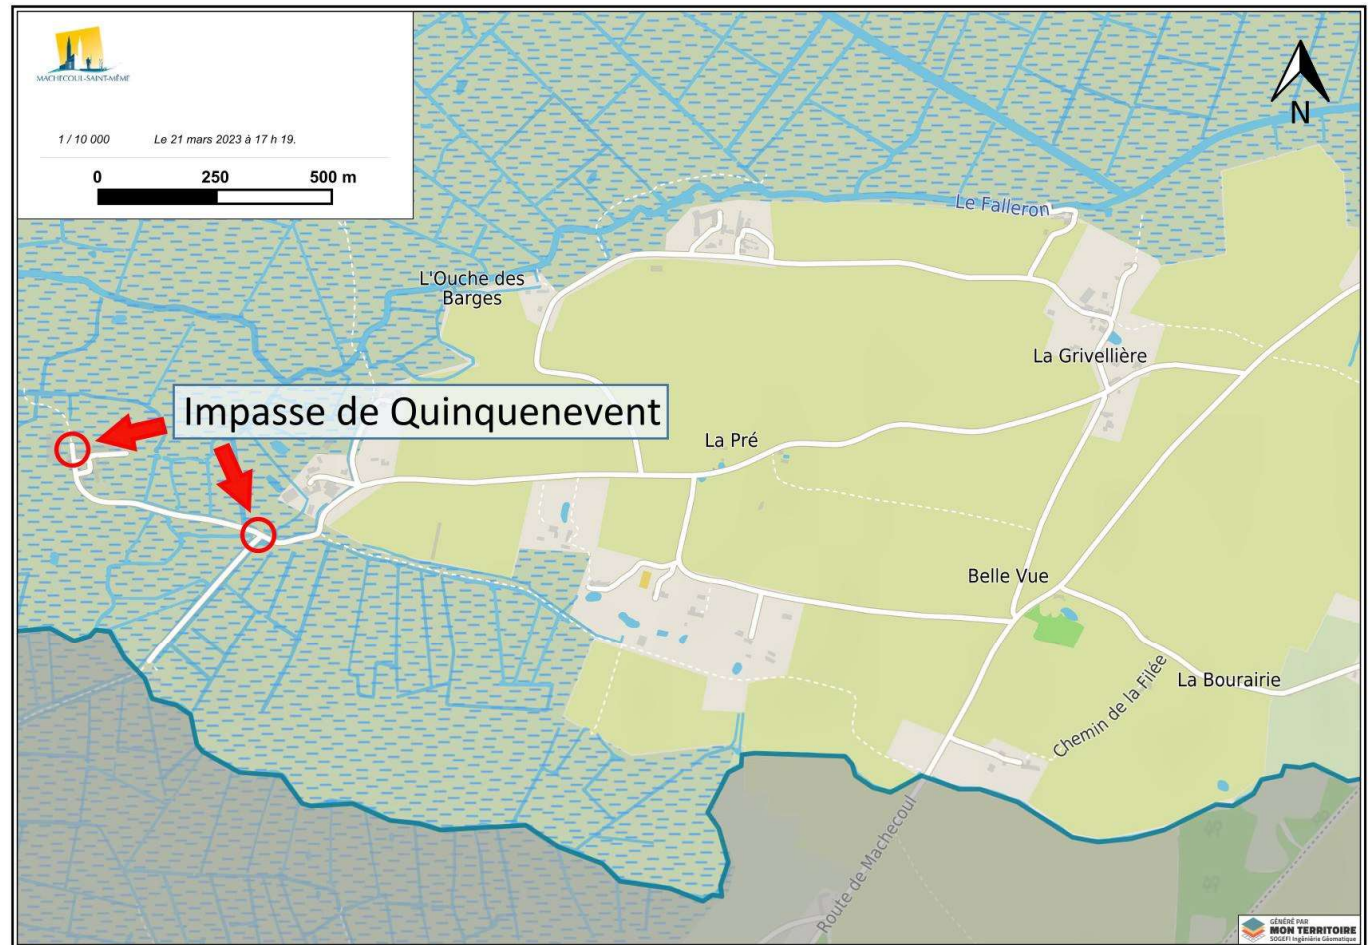 MACHECOUL-SAINT-MÊME
1 / 10 000 Le 21 mars 2023 à 17 h 19.
0 250 500 m
N
Le Falleron
L'Ouche des
Barges
La Grivellière
Impasse de Quinquenevent
La Pré
Belle Vue
La Bourairie
Chemin de la Filée
Route de Machecoul
GÉNÉRÉ PAR
MON TERRITOIRE
SOGEFI Ingénierie Géomatique